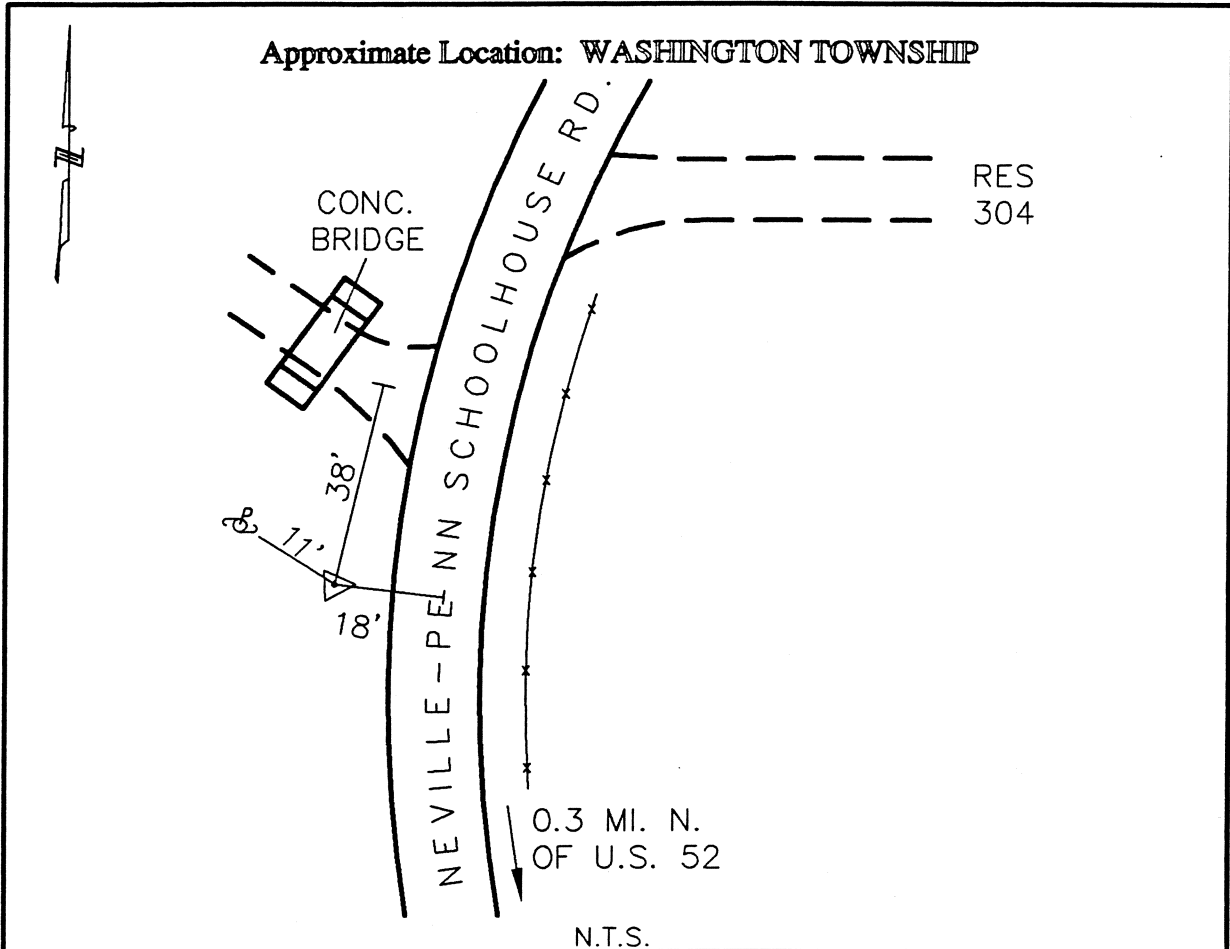 Approximate Location: WASHINGTON TOWNSHIP
N
RES
304
CONC.
BRIDGE
NEVILLE-PENN SCHOOLHOUSE RD.
38'
11'
18'
0.3 MI. N.
OF U.S. 52
N.T.S.